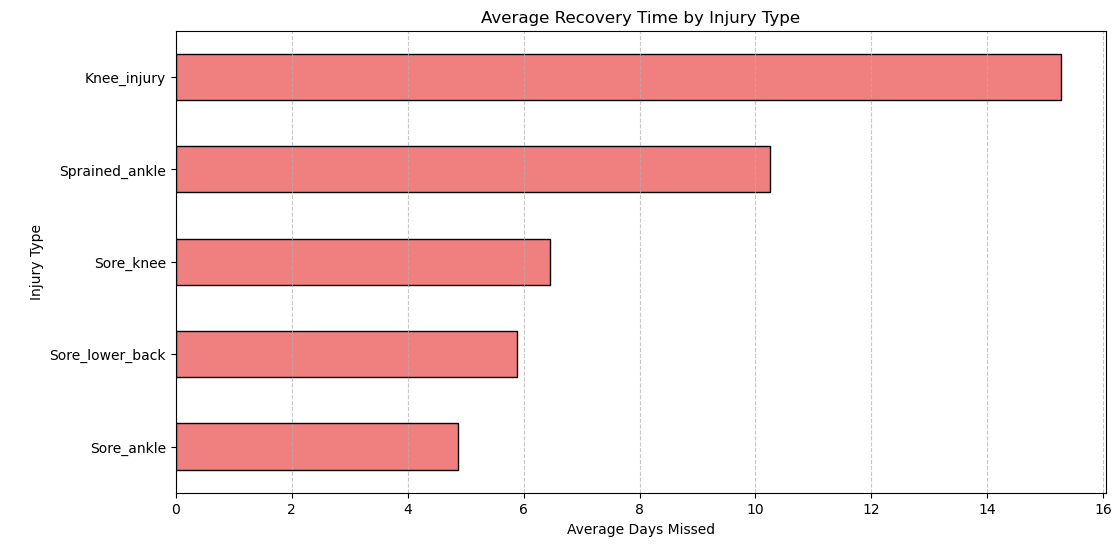 Average Recovery Time by Injury Type
Knee_injury
Sprained_ankle
Sore_knee
Sore_lower_back
Sore_ankle
Injury Type
0 2 4 6 8 10 12 14 16
Average Days Missed